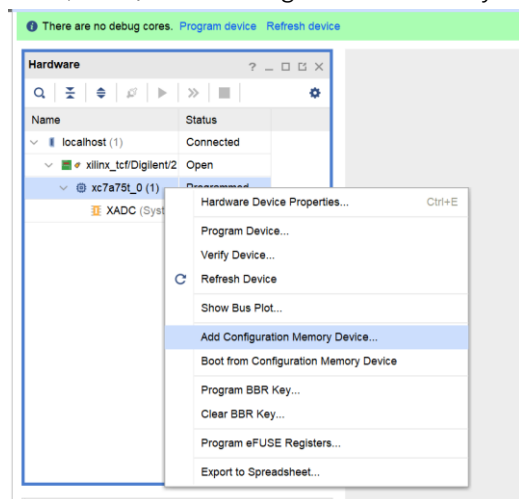 There are no debug cores. Program device Refresh device
Hardware
Name Status
localhost (1) Connected
xilinx_tcf/Digilent/2 Open
xc7a75t_0 (1) Programmed
XADC (Syst
Hardware Device Properties... Ctrl+E
Program Device...
Verify Device...
Refresh Device
Show Bus Plot...
Add Configuration Memory Device...
Boot from Configuration Memory Device
Program BBR Key...
Clear BBR Key...
Program eFUSE Registers...
Export to Spreadsheet...